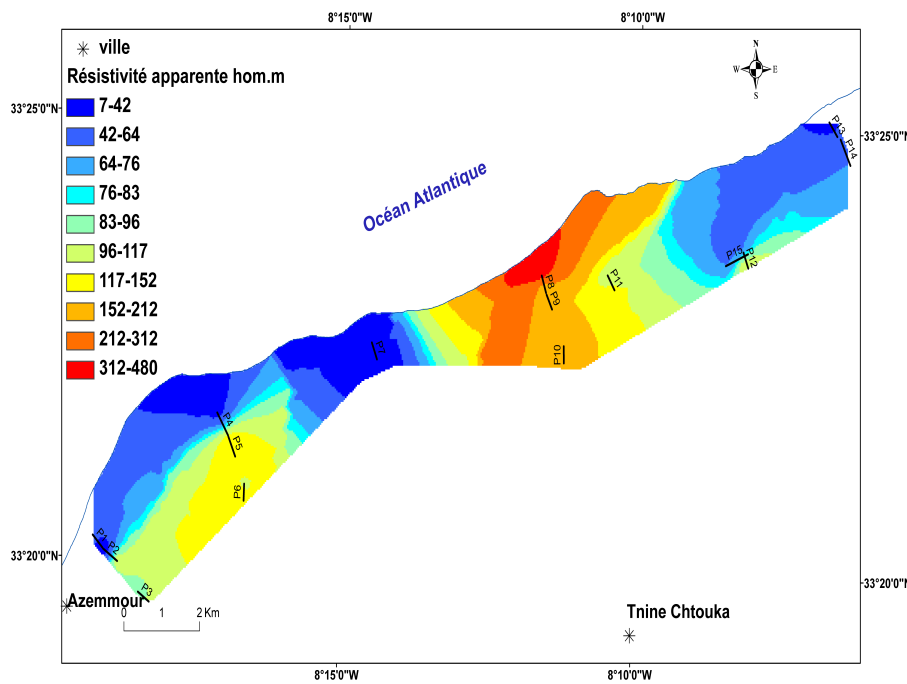 8°15'0"W
8°10'0"W
ville
Résistivité apparente hom.m
7-42
42-64
64-76
76-83
83-96
96-117
117-152
152-212
212-312
312-480
N
W
E
S
33°25'0"N
33°25'0"N
Océan Atlantique
P13
P14
P15
P12
P11
P8
P9
P10
P7
P4
P5
P6
P1
P2
P3
33°20'0"N
33°20'0"N
Azemmour
0 1 2 Km
Tnine Chtouka
8°15'0"W
8°10'0"W